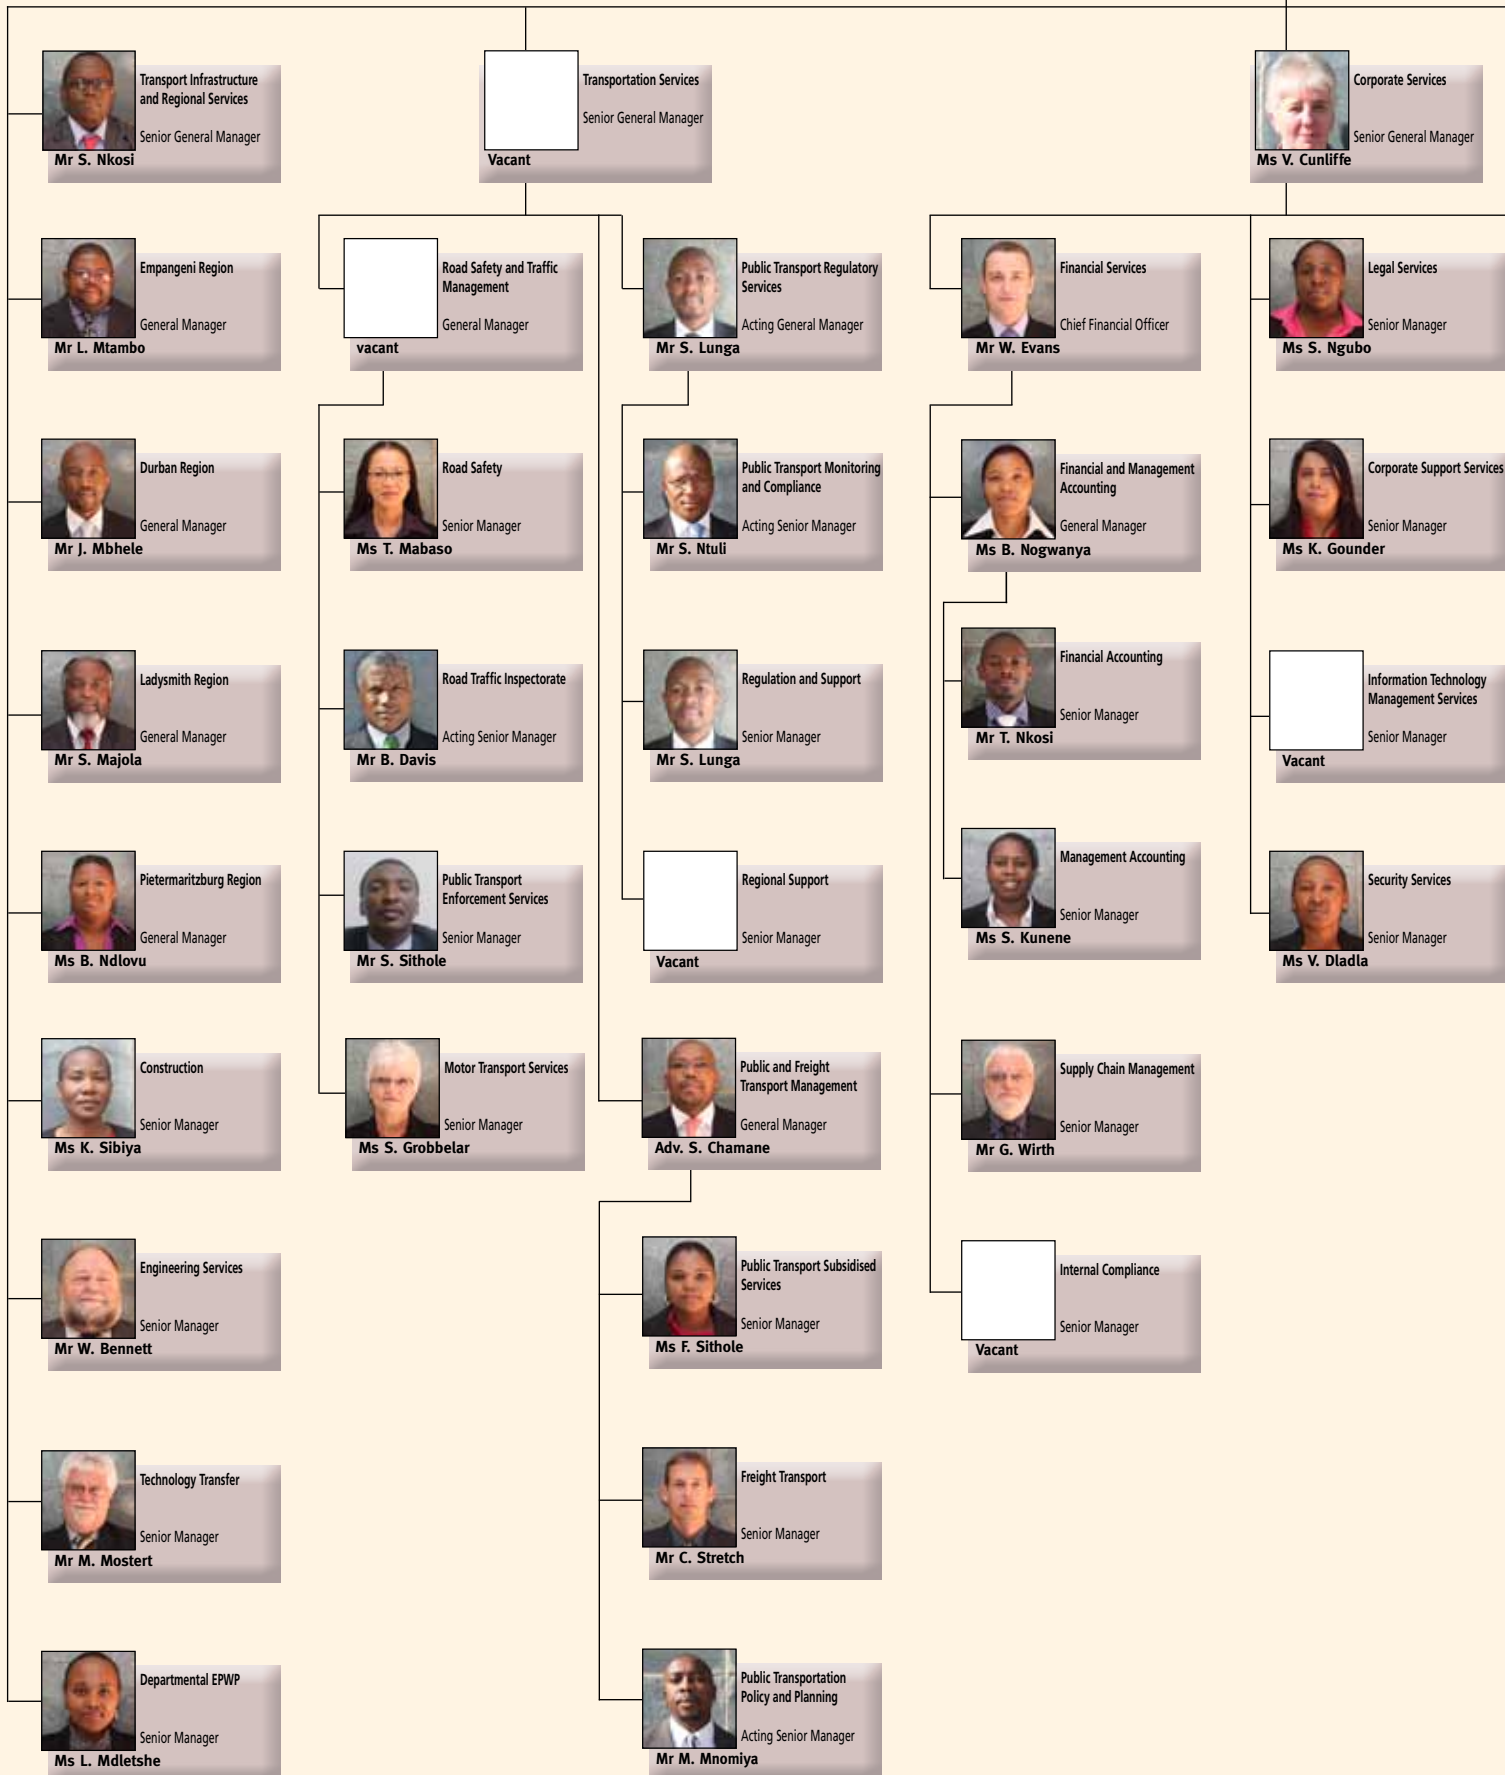 Transport Infrastructure
and Regional Services
Senior General Manager
Mr S. Nkosi
Transportation Services
Senior General Manager
Vacant
Corporate Services
Senior General Manager
Ms V. Cunliffe
Empangeni Region
General Manager
Mr L. Mtambo
Road Safety and Traffic
Management
General Manager
vacant
Public Transport Regulatory
Services
Acting General Manager
Mr S. Lunga
Financial Services
Chief Financial Officer
Mr W. Evans
Legal Services
Senior Manager
Ms S. Ngubo
Durban Region
General Manager
Mr J. Mbhele
Road Safety
Senior Manager
Ms T. Mabaso
Public Transport Monitoring
and Compliance
Acting Senior Manager
Mr S. Ntuli
Financial and Management
Accounting
General Manager
Ms B. Nogwanya
Corporate Support Services
Senior Manager
Ms K. Gounder
Ladysmith Region
General Manager
Mr S. Majola
Road Traffic Inspectorate
Acting Senior Manager
Mr B. Davis
Regulation and Support
Senior Manager
Mr S. Lunga
Financial Accounting
Senior Manager
Mr T. Nkosi
Information Technology
Management Services
Senior Manager
Vacant
Pietermaritzburg Region
General Manager
Ms B. Ndlovu
Public Transport
Enforcement Services
Senior Manager
Mr S. Sithole
Regional Support
Senior Manager
Vacant
Management Accounting
Senior Manager
Ms S. Kunene
Security Services
Senior Manager
Ms V. Dladla
Construction
Senior Manager
Ms K. Sibiya
Motor Transport Services
Senior Manager
Ms S. Grobbelar
Public and Freight
Transport Management
General Manager
Adv. S. Chamane
Supply Chain Management
Senior Manager
Mr G. Wirth
Engineering Services
Senior Manager
Mr W. Bennett
Public Transport Subsidised
Services
Senior Manager
Ms F. Sithole
Internal Compliance
Senior Manager
Vacant
Technology Transfer
Senior Manager
Mr M. Mostert
Freight Transport
Senior Manager
Mr C. Stretch
Departmental EPWP
Senior Manager
Ms L. Mdletshe
Public Transportation
Policy and Planning
Acting Senior Manager
Mr M. Mnomiya